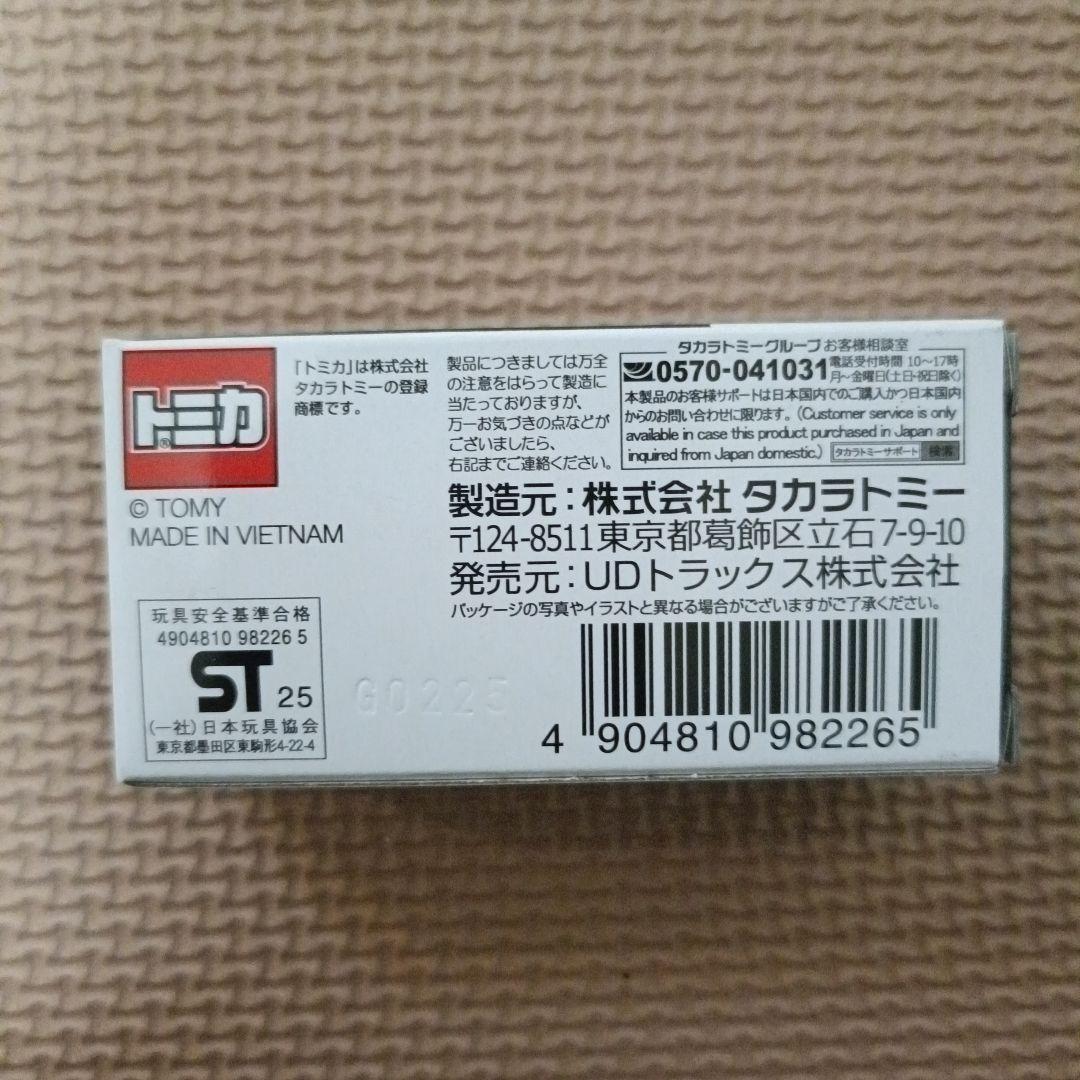 トミカ®
© TOMY
MADE IN VIETNAM
「トミカ」は株式会社
タカラトミーの登録
商標です。
製品につきましては万全
の注意をはらって製造に
当たっておりますが、
万一お気づきの点などが
ございましたら、
右記までご連絡ください。
タカラトミーグループ お客様相談室
0570-041031 電話受付時間 10〜17時
月〜金曜日(土日・祝日除く)
本製品のお客様サポートは日本国内でのご購入かつ日本国内
からのお問い合わせに限ります。(Customer service is only
available in case this product purchased in Japan and
inquired from Japan domestic.) タカラトミーサポート 検索
製造元:株式会社 タカラトミー
〒124-8511 東京都葛飾区立石7-9-10
発売元:UDトラックス株式会社
パッケージの写真やイラストと異なる場合がございますがご了承ください。
玩具安全基準合格
4904810 98226 5
ST 25
(一社)日本玩具協会
東京都墨田区東駒形4-22-4
G0225
4 904810 982265